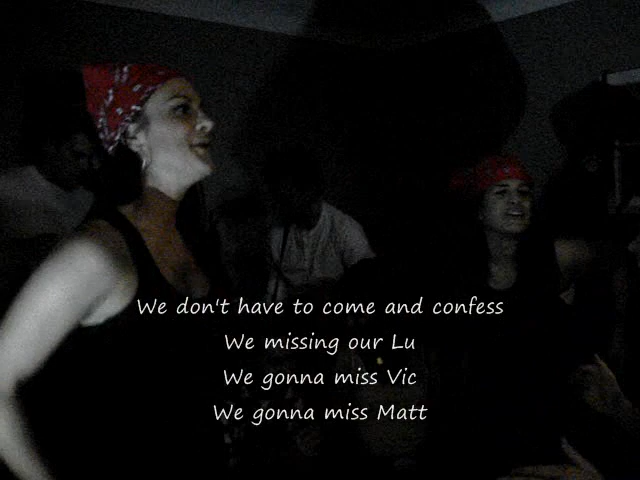 We don't have to come and confess
We missing our Lu
We gonna miss Vic
We gonna miss Matt